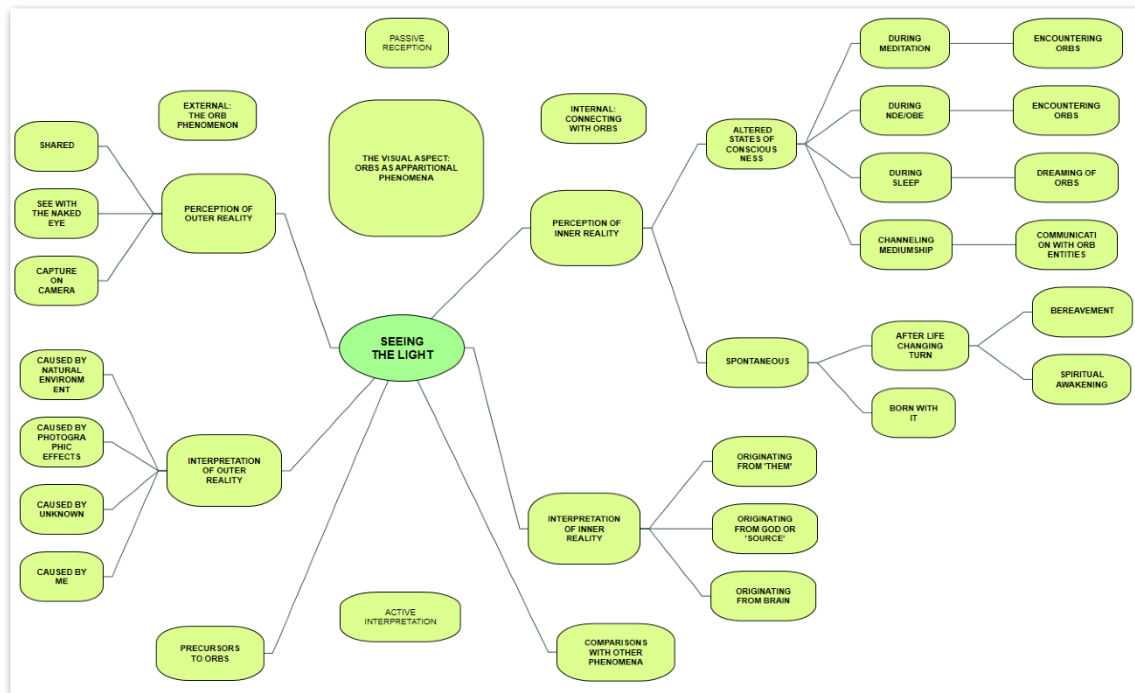 PASSIVE
RECEPTION
EXTERNAL:
THE ORB
PHENOMENON
SHARED
SEE WITH
THE NAKED
EYE
CAPTURE
ON
CAMERA
PERCEPTION OF
OUTER REALITY
THE VISUAL ASPECT:
ORBS AS APPARITIONAL
PHENOMENA
INTERNAL:
CONNECTING
WITH ORBS
PERCEPTION OF
INNER REALITY
ALTERED
STATES OF
CONSCIOUS
NESS
DURING
MEDITATION
ENCOUNTERING
ORBS
DURING
NDE/OBE
ENCOUNTERING
ORBS
DURING
SLEEP
DREAMING OF
ORBS
CHANNELING
MEDIUMSHIP
COMMUNICATI
ON WITH ORB
ENTITIES
SEEING
THE LIGHT
SPONTANEOUS
AFTER LIFE
CHANGING
TURN
BEREAVEMENT
SPIRITUAL
AWAKENING
BORN WITH
IT
CAUSED BY
NATURAL
ENVIRONM
ENT
CAUSED BY
PHOTOGRA
PHIC
EFFECTS
CAUSED BY
UNKNOWN
CAUSED BY
ME
INTERPRETATION
OF OUTER
REALITY
INTERPRETATION
OF INNER
REALITY
ORIGINATING
FROM 'THEM'
ORIGINATING
FROM GOD OR
'SOURCE'
ORIGINATING
FROM BRAIN
PRECURSORS
TO ORBS
ACTIVE
INTERPRETATION
COMPARISONS
WITH OTHER
PHENOMENA